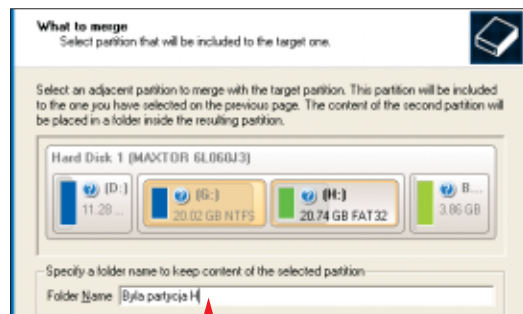 What to merge
Select partition that will be included to the target one.
Select an adjacent partition to merge with the target partition. This partition will be included
to the one you have selected on the previous page. The content of the second partition will
be placed in a folder inside the resulting partition.
Hard Disk 1 (MAXTOR 6L060J3)
(D:) (G:) (H:) B...
11.28 ... 20.02 GB NTFS 20.74 GB FAT32 3.86 GB
Specify a folder name to keep content of the selected partition
Folder Name Byla partycja H